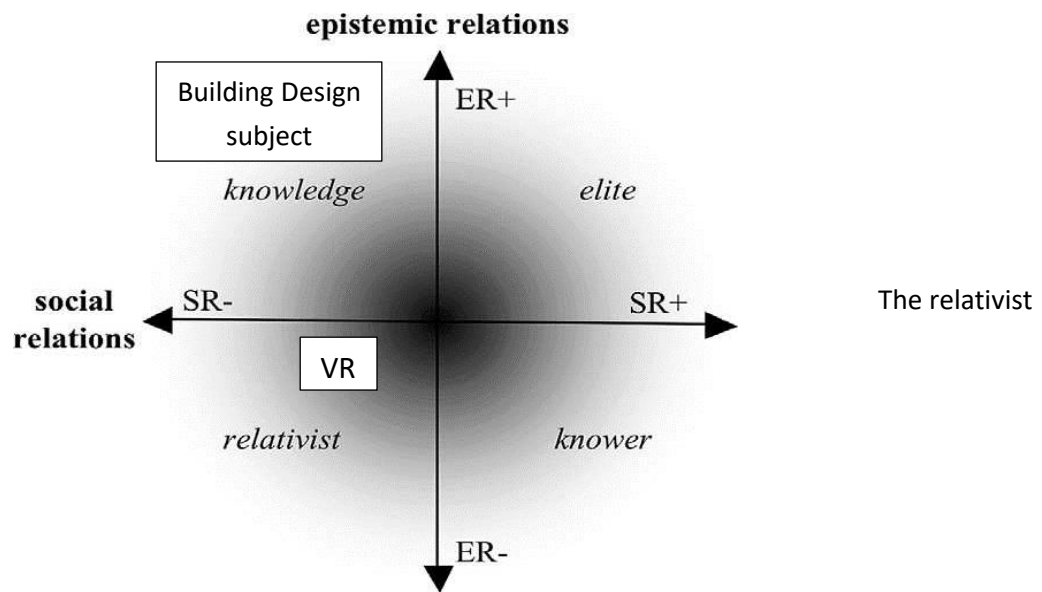 epistemic relations
Building Design
subject
ER+
knowledge
elite
social
relations
SR-
SR+
The relativist
VR
relativist
knower
ER-